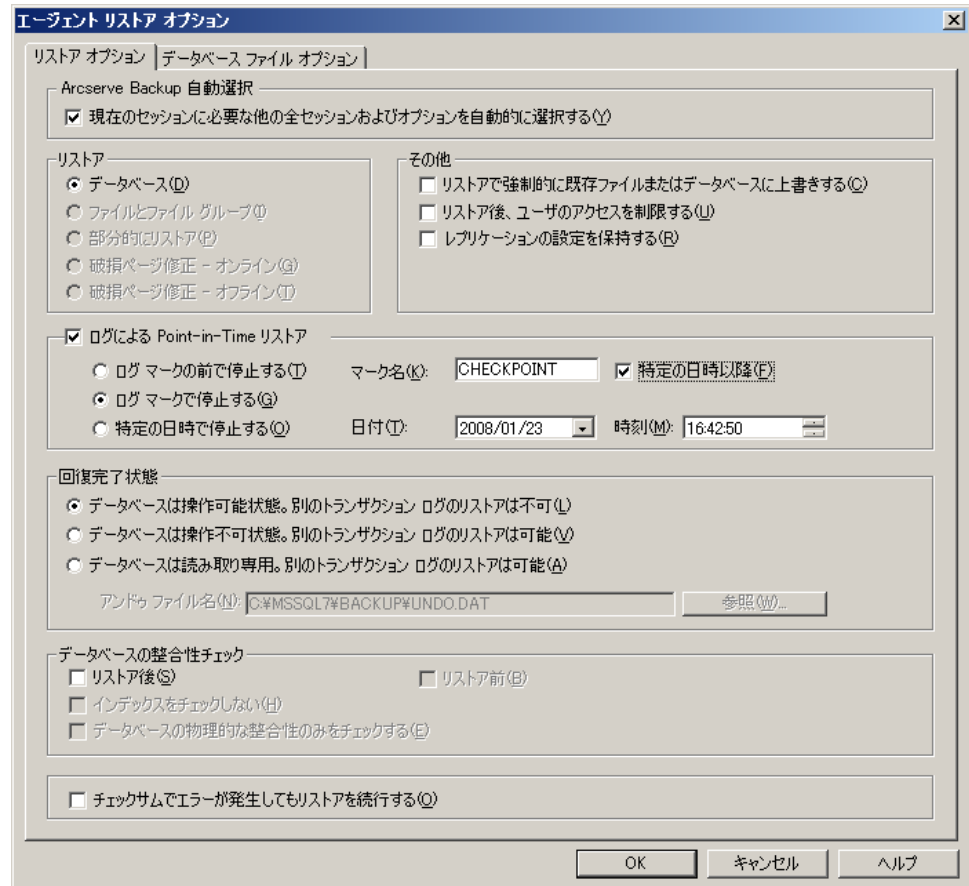 エージェント リストア オプション
リストア オプション
データベース ファイル オプション
Arcserve Backup 自動選択
現在のセッションに必要な他の全セッションおよびオプションを自動的に選択する(Y)
リストア
データベース(D)
ファイルとファイル グループ(I)
部分的にリストア(P)
破損ページ修正 - オンライン(G)
破損ページ修正 - オフライン(T)
その他
リストアで強制的に既存ファイルまたはデータベースに上書きする(C)
リストア後、ユーザのアクセスを制限する(U)
レプリケーションの設定を保持する(R)
ログによる Point-in-Time リストア
ログ マークの前で停止する(T) マーク名(K): CHECKPOINT 特定の日時以降(F)
ログ マークで停止する(G)
特定の日時で停止する(O) 日付(T): 2008/01/23 時刻(M): 16:42:50
回復完了状態
データベースは操作可能状態。別のトランザクション ログのリストアは不可(L)
データベースは操作不可状態。別のトランザクション ログのリストアは可能(V)
データベースは読み取り専用。別のトランザクション ログのリストアは可能(A)
アンドゥ ファイル名(N): C:¥MSSQL7¥BACKUP¥UNDO.DAT 参照(W)...
データベースの整合性チェック
リストア後(S) リストア前(B)
インデックスをチェックしない(H)
データベースの物理的な整合性のみをチェックする(E)
チェックサムでエラーが発生してもリストアを続行する(O)
OK キャンセル ヘルプ